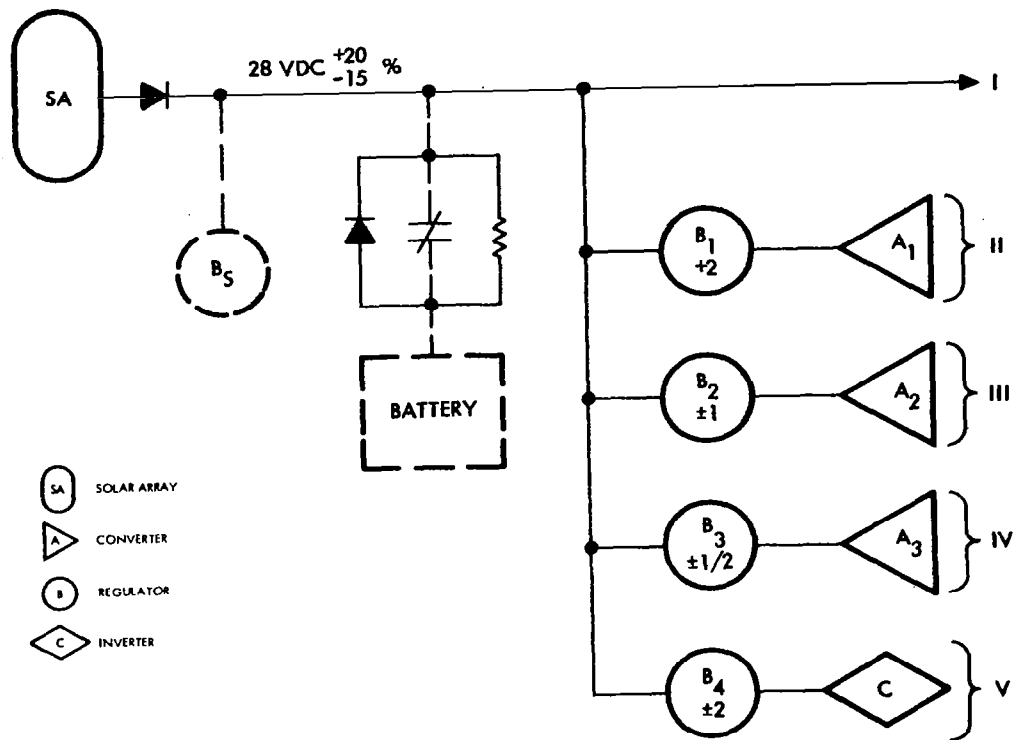 SA
28 VDC +20 -15 %
I
B1
+2
A1
II
BS
B2
±1
A2
III
BATTERY
B3
±1/2
A3
IV
B4
±2
C
V
SA SOLAR ARRAY
A CONVERTER
B REGULATOR
C INVERTER